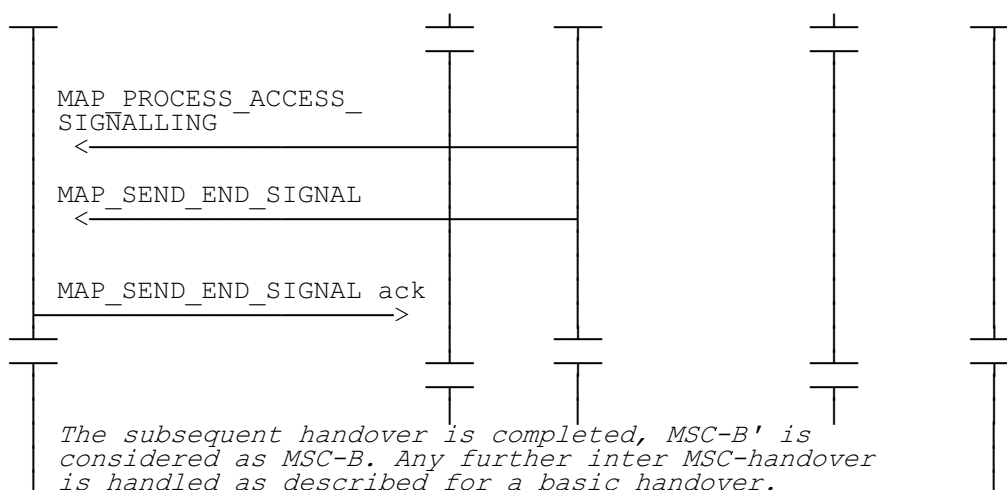 MAP_PROCESS_ACCESS_
SIGNALLING
MAP_SEND_END_SIGNAL
MAP_SEND_END_SIGNAL ack
The subsequent handover is completed, MSC-B' is
considered as MSC-B. Any further inter MSC-handover
is handled as described for a basic handover.